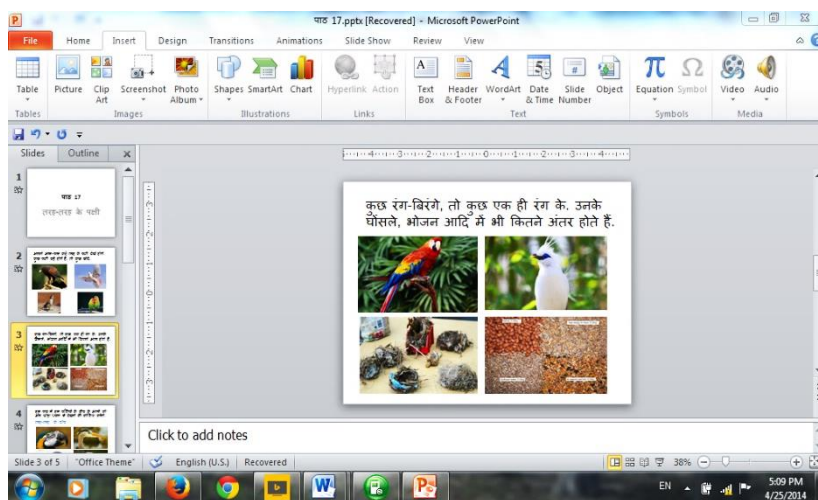 पाठ 17.pptx [Recovered] - Microsoft PowerPoint
File Home Insert Design Transitions Animations Slide Show Review View
Table Picture Clip Art Screenshot Photo Album Shapes SmartArt Chart Hyperlink Action Text Box Header & Footer WordArt Date & Time Slide Number Object Equation Symbol Video Audio
Tables Images Illustrations Links Text Symbols Media
Slides Outline
1
पाठ 17
तरह-तरह के पक्षी
2
3
4
कुछ रंग-बिरंगे, तो कुछ एक ही रंग के. उनके
घोंसले, भोजन आदि में भी कितने अंतर होते हैं.
Click to add notes
Slide 3 of 5 "Office Theme" English (U.S.) Recovered 38%
EN 5:09 PM
4/25/2014